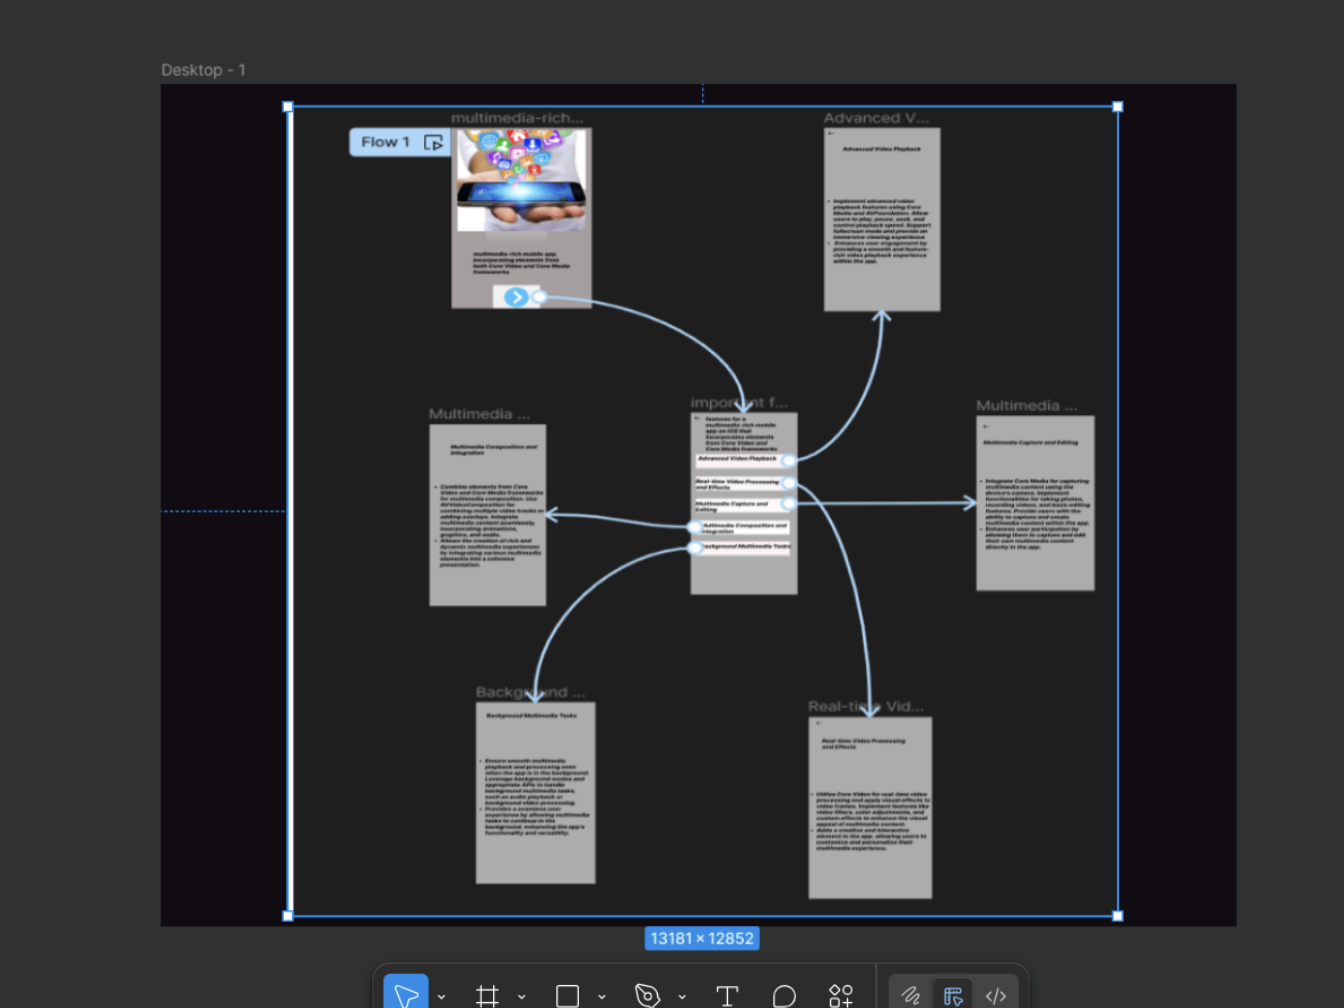 Desktop - 1
multimedia-rich...
Flow 1
multimedia-rich mobile app,
incorporating elements from
both Core Video and Core Media
frameworks
Advanced V...
Advanced Video Playback
Implement advanced video
playback features using Core
Media and AVFoundation. Allow
users to play, pause, seek, and
control playback speed. Support
fullscreen mode and provide an
immersive viewing experience
Enhances user engagement by
providing a smooth and feature-
rich video playback experience
within the app.
Multimedia ...
Multimedia Composition and
Integration
Combine elements from Core
Video and Core Media frameworks
for multimedia composition. Use
AVVideoComposition for
combining multiple video tracks or
adding overlays. Integrate
multimedia content seamlessly,
incorporating animations,
graphics, and audio.
Allows the creation of rich and
dynamic multimedia experiences
by integrating various multimedia
elements into a cohesive
presentation.
important f...
features for a
multimedia-rich mobile
app on iOS that
incorporates elements
from Core Video and
Core Media frameworks
Advanced Video Playback
Real-time Video Processing
and Effects
Multimedia Capture and
Editing
Multimedia Composition and
Integration
Background Multimedia Tasks
Multimedia ...
Multimedia Capture and Editing
Integrate Core Media for capturing
multimedia content using the
device's camera. Implement
functionalities for taking photos,
recording videos, and basic editing
features. Provide users with the
ability to capture and create
multimedia content within the app.
Enhances user participation by
allowing them to capture and edit
their own multimedia content
directly in the app.
Background ...
Background Multimedia Tasks
Ensure smooth multimedia
playback and processing even
when the app is in the background.
Leverage background modes and
appropriate APIs to handle
background multimedia tasks,
such as audio playback or
background video processing.
Provides a seamless user
experience by allowing multimedia
tasks to continue in the
background, enhancing the app's
functionality and versatility.
Real-time Vid...
Real-time Video Processing
and Effects
Utilize Core Video for real-time video
processing and apply visual effects to
video frames. Implement features like
video filters, color adjustments, and
custom effects to enhance the visual
appeal of multimedia content
Adds a creative and interactive
element to the app, allowing users to
customize and personalize their
multimedia experience.
13181 × 12852